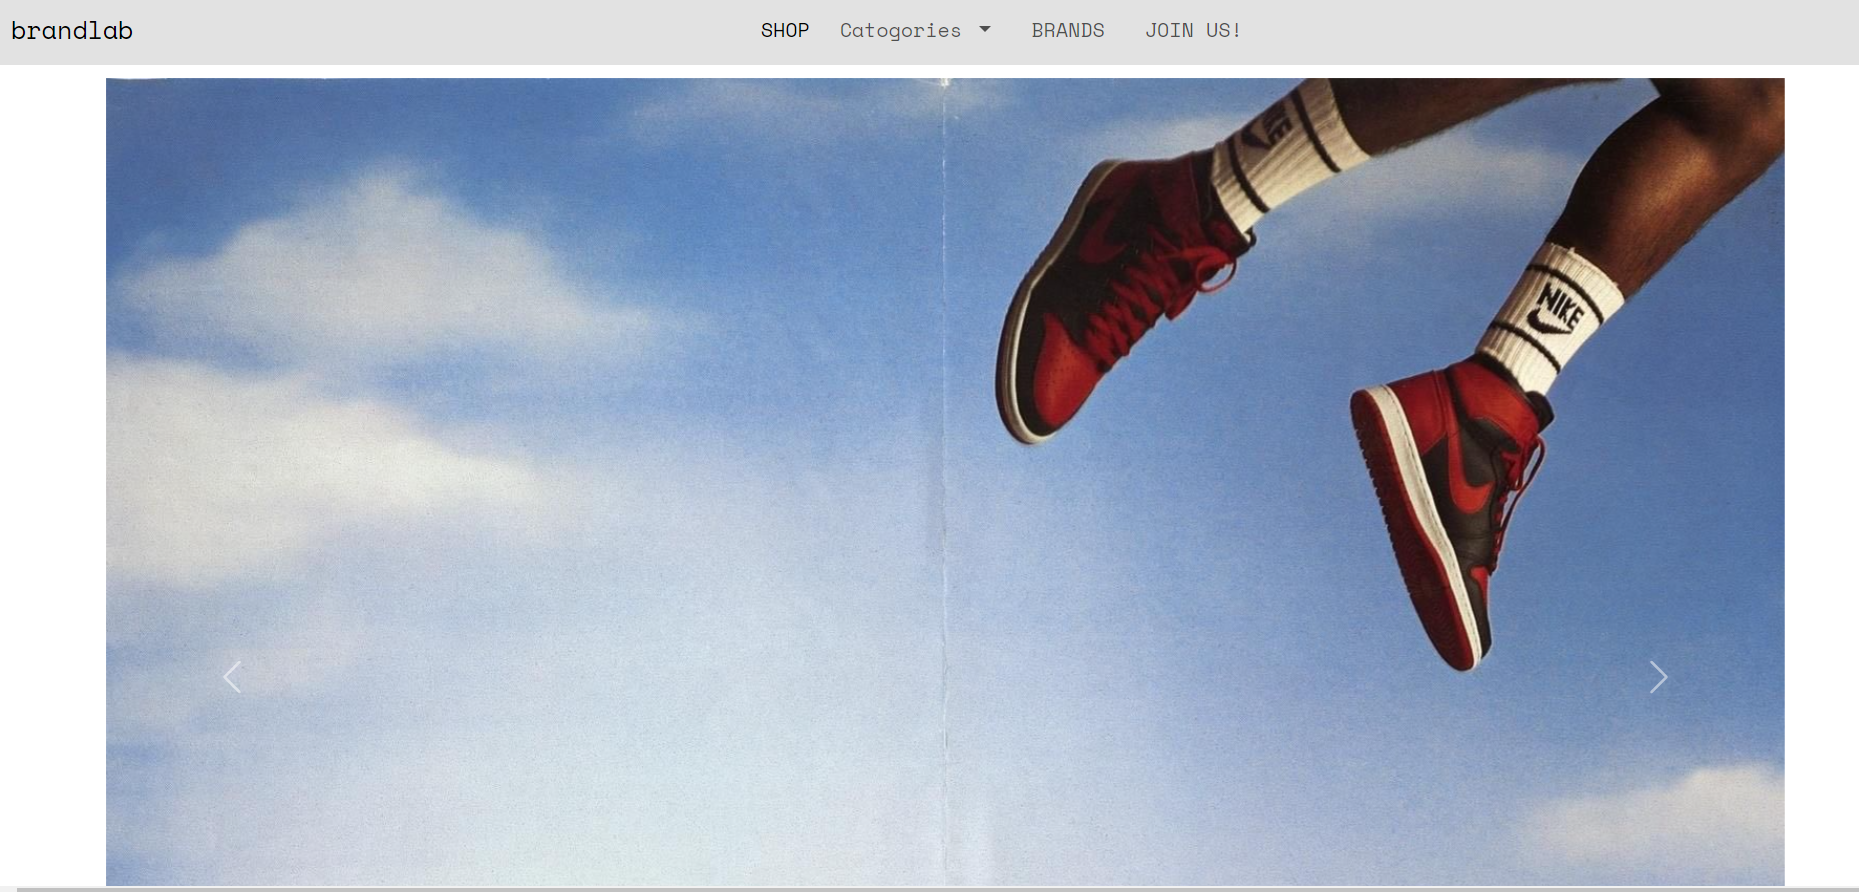 brandlab
SHOP
Catogories
BRANDS
JOIN US!
NIKE